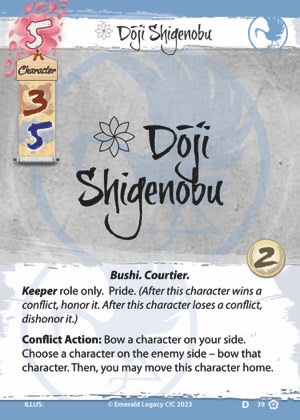 5
Dōji Shigenobu
Character
3
5
Dōji
Shigenobu
2
Bushi. Courtier.
Keeper role only. Pride. (After this character wins a
conflict, honor it. After this character loses a conflict,
dishonor it.)
Conflict Action: Bow a character on your side.
Choose a character on the enemy side – bow that
character. Then, you may move this character home.
ILLUS:
© Emerald Legacy CIC 2023
D 39